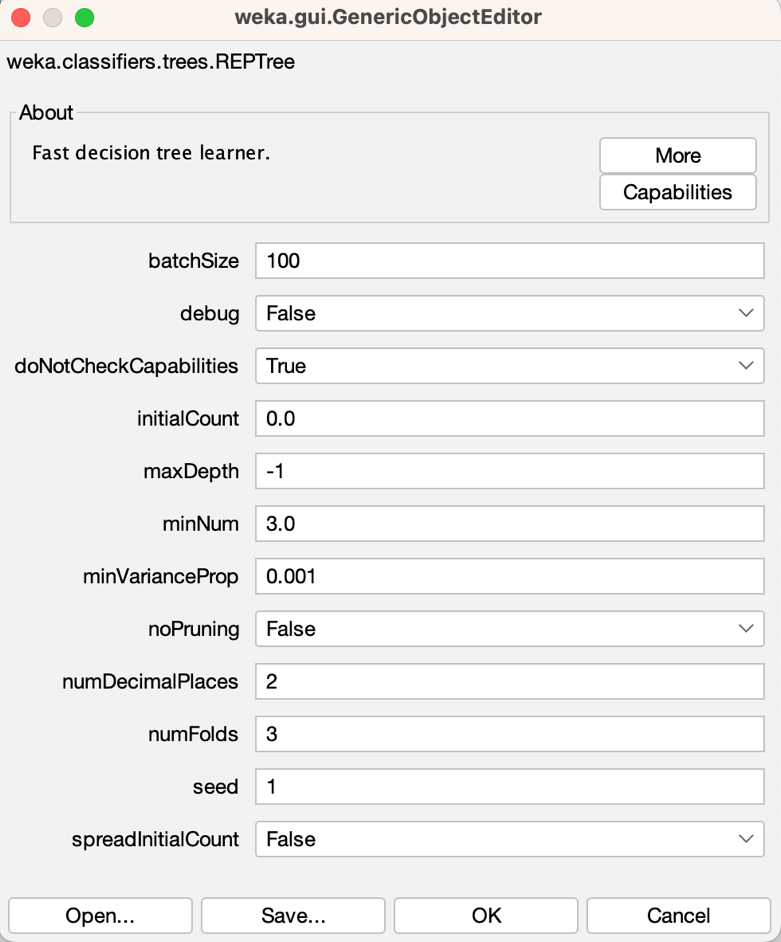 weka.gui.GenericObjectEditor
weka.classifiers.trees.REPTree
About
Fast decision tree learner.
More
Capabilities
batchSize 100
debug False
doNotCheckCapabilities True
initialCount 0.0
maxDepth -1
minNum 3.0
minVarianceProp 0.001
noPruning False
numDecimalPlaces 2
numFolds 3
seed 1
spreadInitialCount False
Open... Save... OK Cancel